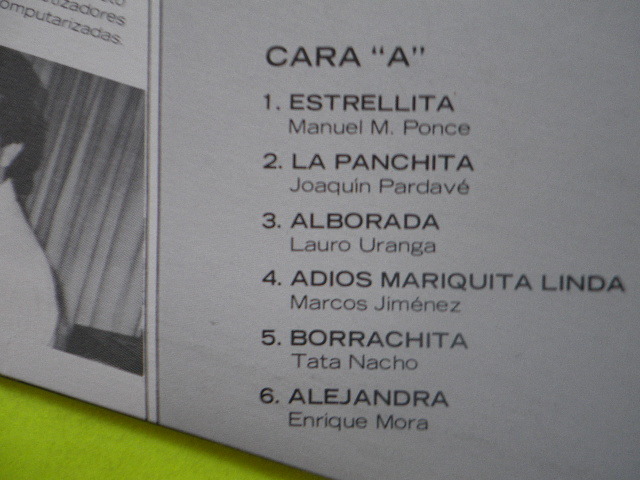 computarizadas.
CARA "A"
1. ESTRELLITA
Manuel M. Ponce
2. LA PANCHITA
Joaquín Pardavé
3. ALBORADA
Lauro Uranga
4. ADIOS MARIQUITA LINDA
Marcos Jiménez
5. BORRACHITA
Tata Nacho
6. ALEJANDRA
Enrique Mora